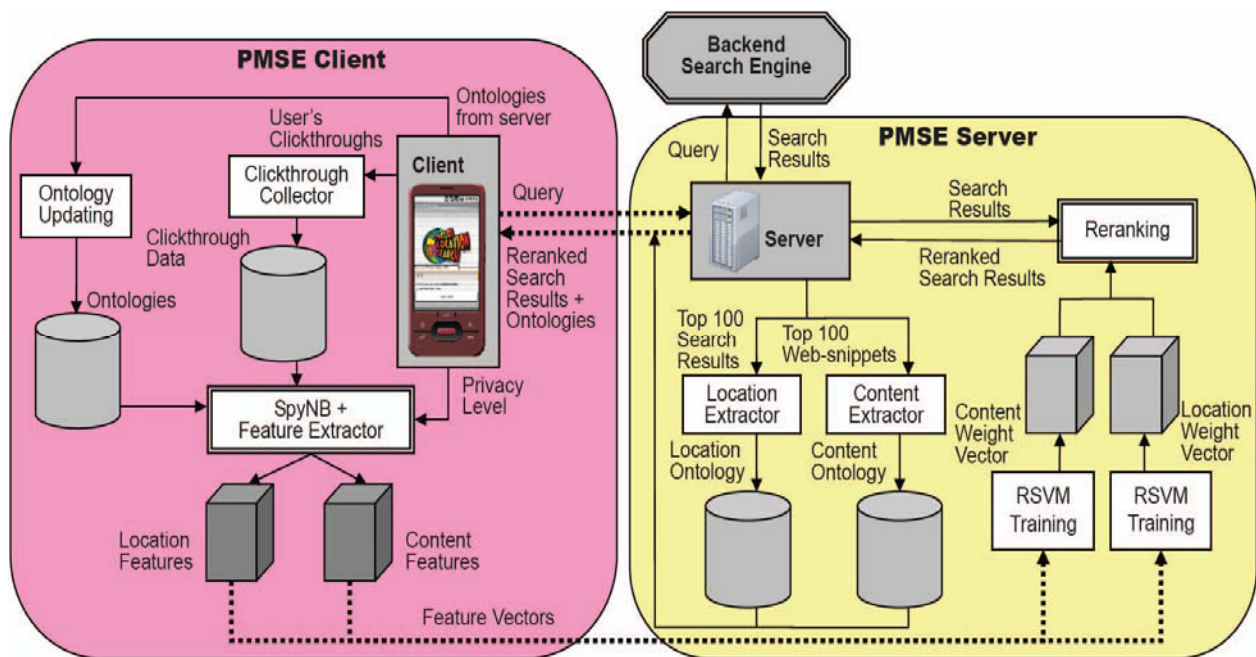 PMSE Client
Ontologies
from server
User's
Clickthroughs
Client
Clickthrough
Collector
Ontology
Updating
Clickthrough
Data
Ontologies
Query
Reranked
Search
Results +
Ontologies
Privacy
Level
SpyNB +
Feature Extractor
Location
Features
Content
Features
Feature Vectors
Backend
Search Engine
PMSE Server
Query
Search
Results
Server
Search
Results
Reranking
Reranked
Search Results
Top 100
Search
Results
Top 100
Web-snippets
Location
Extractor
Content
Extractor
Location
Ontology
Content
Ontology
Content
Weight
Vector
Location
Weight
Vector
RSVM
Training
RSVM
Training